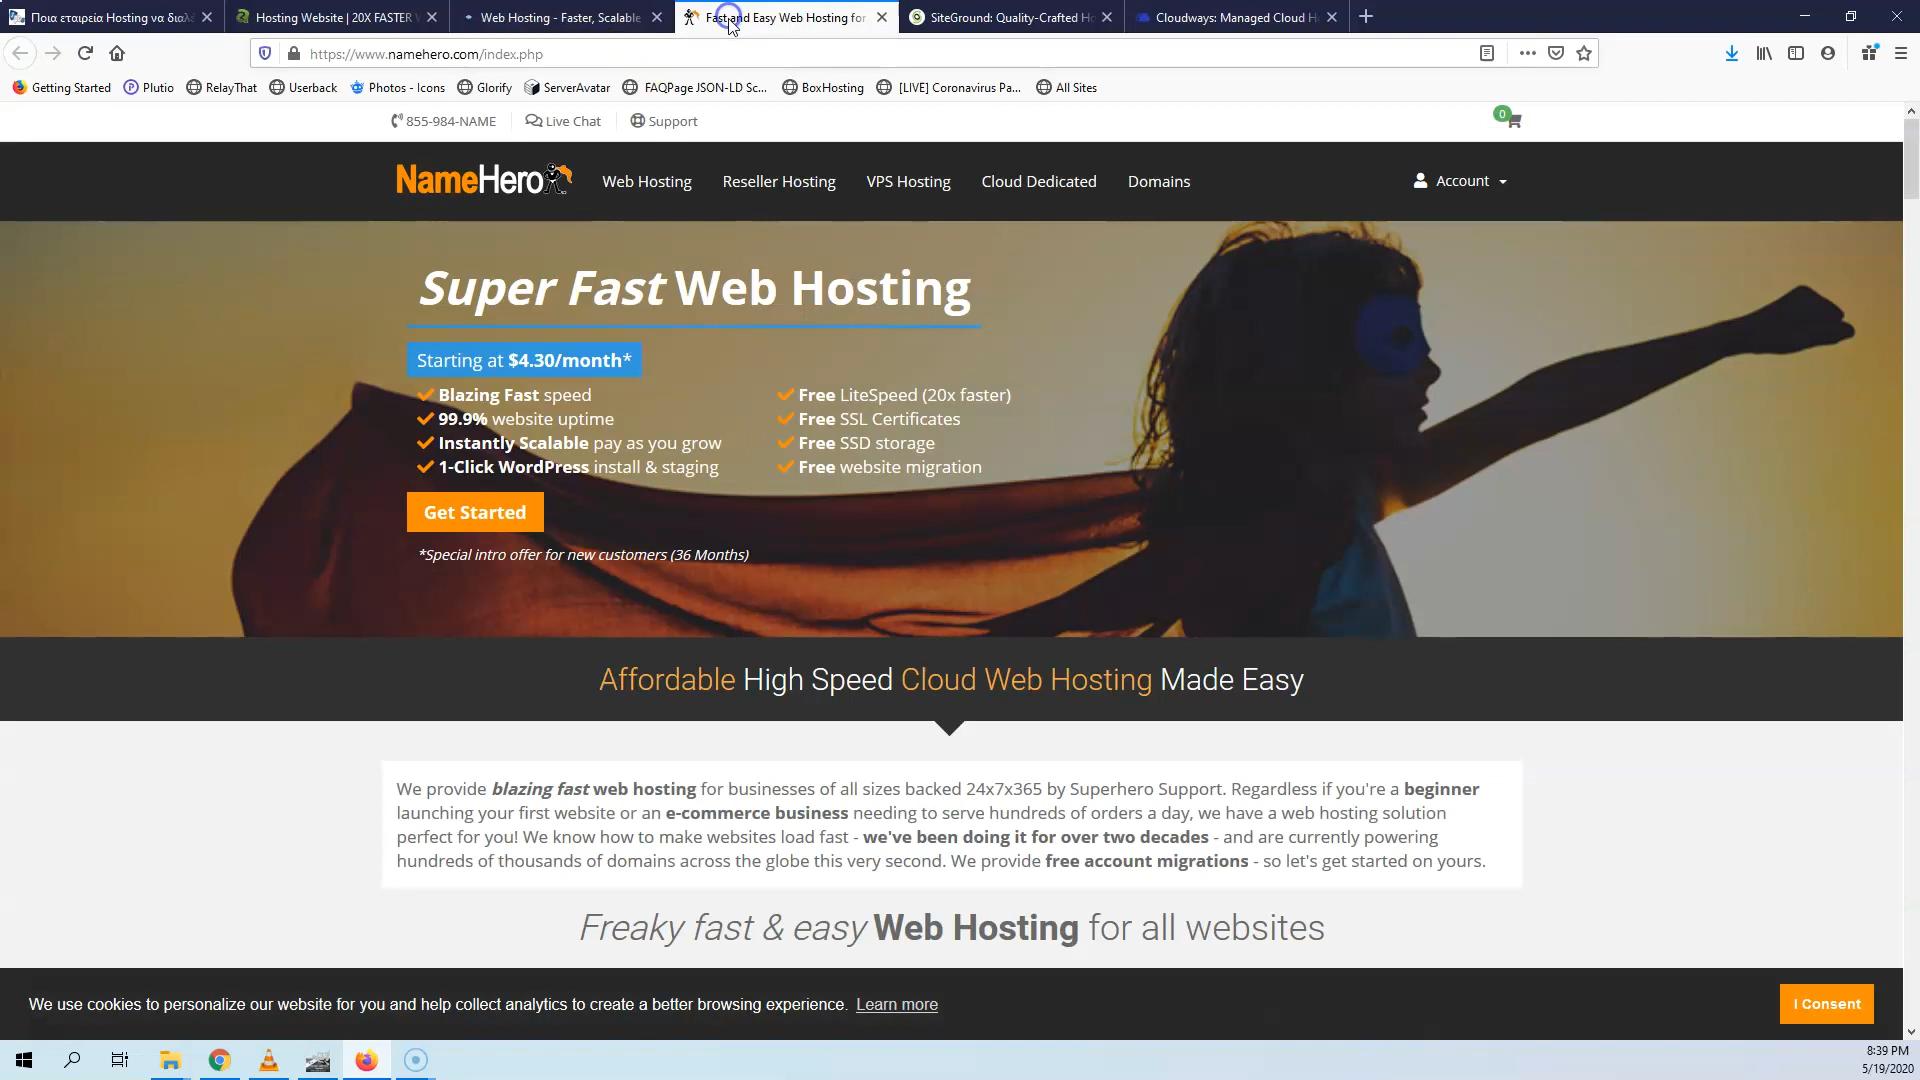 Ποια εταιρεία Hosting να διαλέ
Hosting Website | 20X FASTER
Web Hosting - Faster, Scalable
Fast and Easy Web Hosting for
SiteGround: Quality-Crafted Ho
Cloudways: Managed Cloud H
https://www.namehero.com/index.php
Getting Started
Plutio
RelayThat
Userback
Photos - Icons
Glorify
ServerAvatar
FAQPage JSON-LD Sc...
BoxHosting
[LIVE] Coronavirus Pa...
All Sites
855-984-NAME
Live Chat
Support
0
NameHero
Web Hosting
Reseller Hosting
VPS Hosting
Cloud Dedicated
Domains
Account
Super Fast Web Hosting
Starting at $4.30/month*
Blazing Fast speed
99.9% website uptime
Instantly Scalable pay as you grow
1-Click WordPress install & staging
Free LiteSpeed (20x faster)
Free SSL Certificates
Free SSD storage
Free website migration
Get Started
*Special intro offer for new customers (36 Months)
Affordable High Speed Cloud Web Hosting Made Easy
We provide blazing fast web hosting for businesses of all sizes backed 24x7x365 by Superhero Support. Regardless if you're a beginner
launching your first website or an e-commerce business needing to serve hundreds of orders a day, we have a web hosting solution
perfect for you! We know how to make websites load fast - we've been doing it for over two decades - and are currently powering
hundreds of thousands of domains across the globe this very second. We provide free account migrations - so let's get started on yours.
Freaky fast & easy Web Hosting for all websites
We use cookies to personalize our website for you and help collect analytics to create a better browsing experience. Learn more
I Consent
8:39 PM
5/19/2020